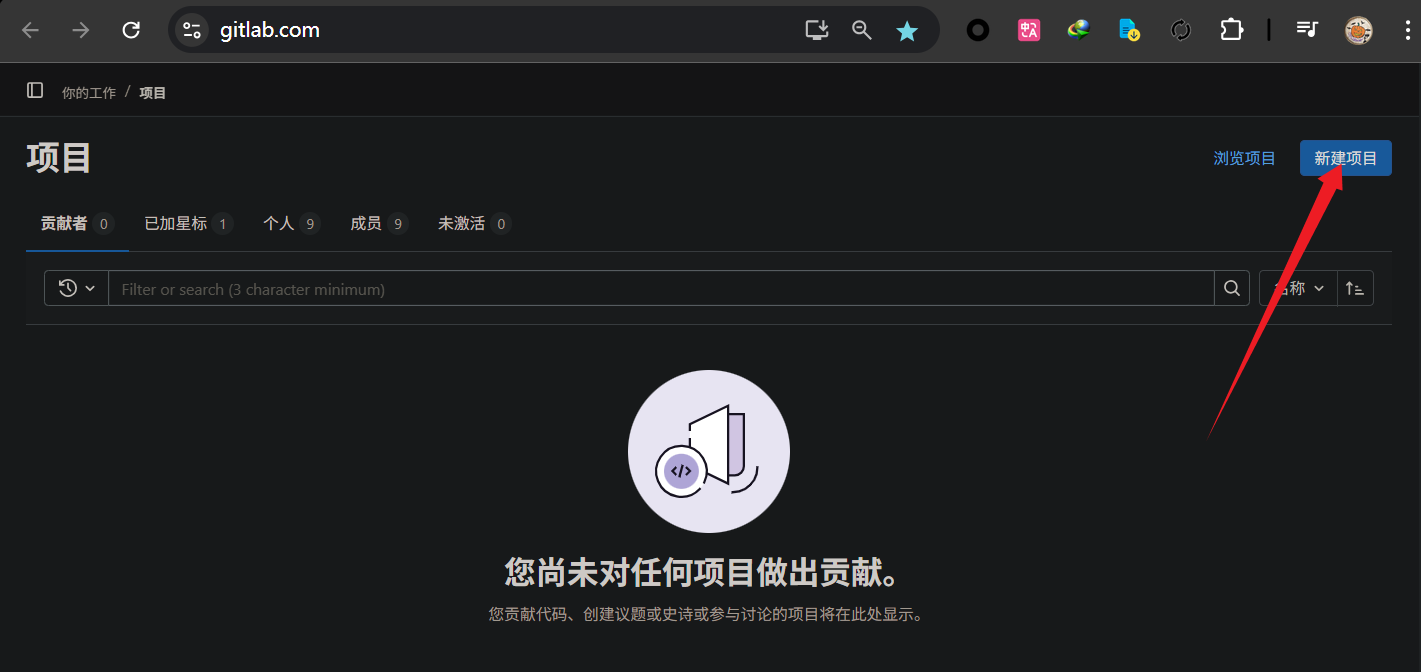 gitlab.com
你的工作 / 项目
项目
浏览项目
新建项目
贡献者 0 已加星标 1 个人 9 成员 9 未激活 0
Filter or search (3 character minimum)
名称
您尚未对任何项目做出贡献。
您贡献代码、创建议题或史诗或参与讨论的项目将在此处显示。